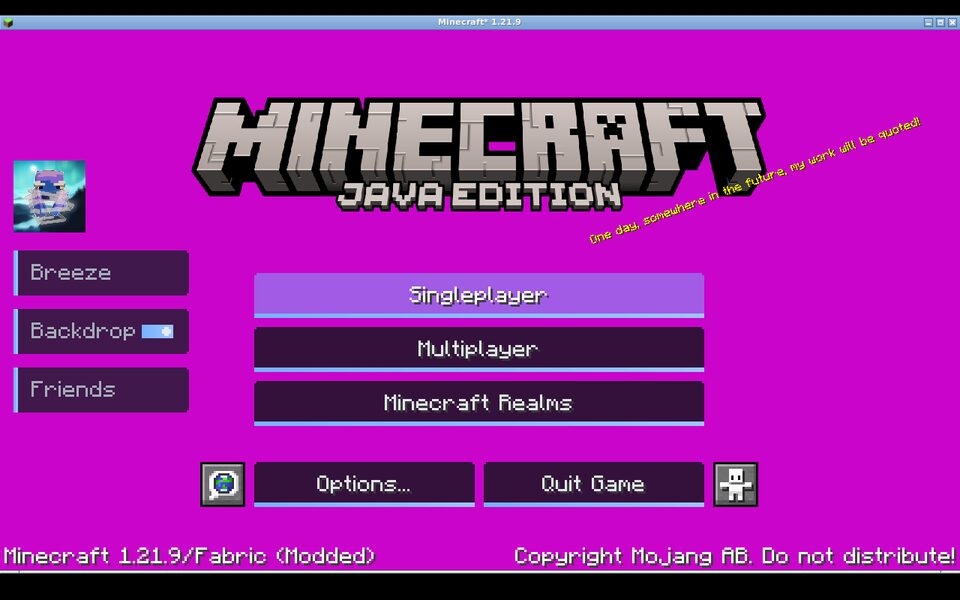 Minecraft* 1.21.9
MINECRAFT
JAVA EDITION
One day, somewhere in the future, my work will be quoted!
Breeze
Backdrop
Friends
Singleplayer
Multiplayer
Minecraft Realms
Options...
Quit Game
Minecraft 1.21.9/Fabric (Modded)
Copyright Mojang AB. Do not distribute!